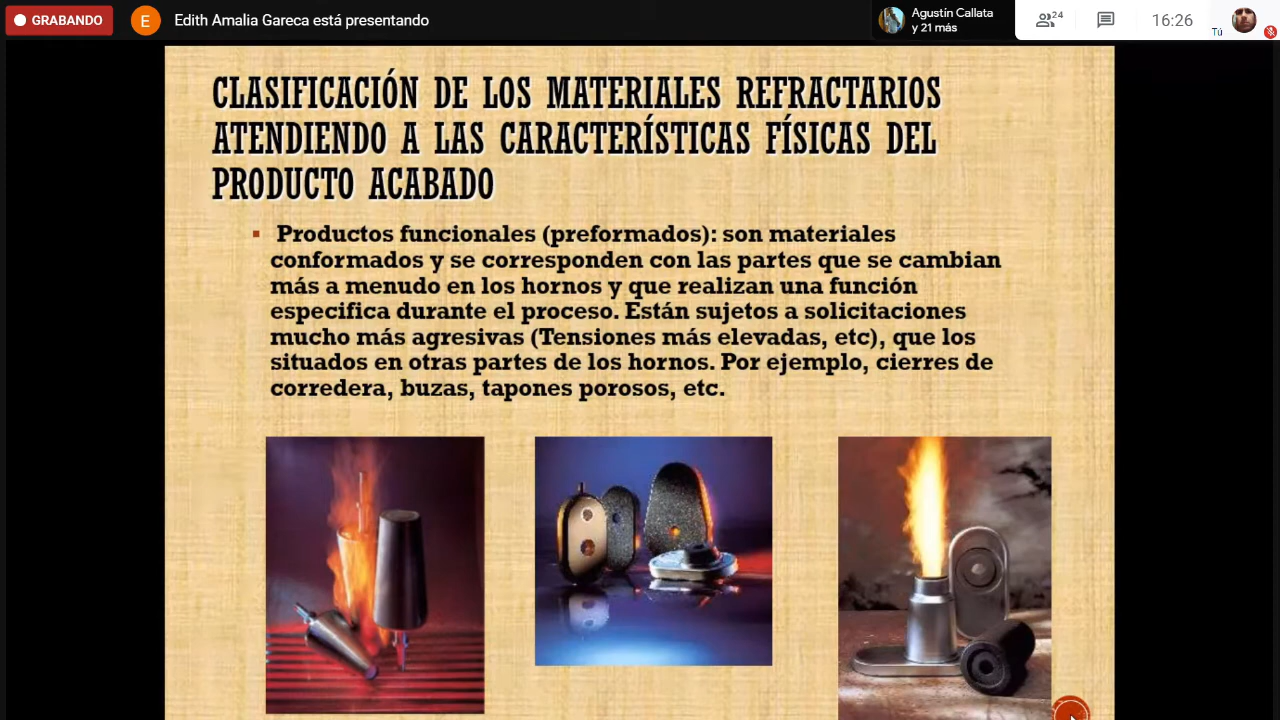 GRABANDO
E
Edith Amalia Gareca está presentando
Agustín Callata
y 21 más
24
16:26
Tú
CLASIFICACIÓN DE LOS MATERIALES REFRACTARIOS
ATENDIENDO A LAS CARACTERÍSTICAS FÍSICAS DEL
PRODUCTO ACABADO
Productos funcionales (preformados): son materiales
conformados y se corresponden con las partes que se cambian
más a menudo en los hornos y que realizan una función
especifica durante el proceso. Están sujetos a solicitaciones
mucho más agresivas (Tensiones más elevadas, etc), que los
situados en otras partes de los hornos. Por ejemplo, cierres de
corredera, buzas, tapones porosos, etc.